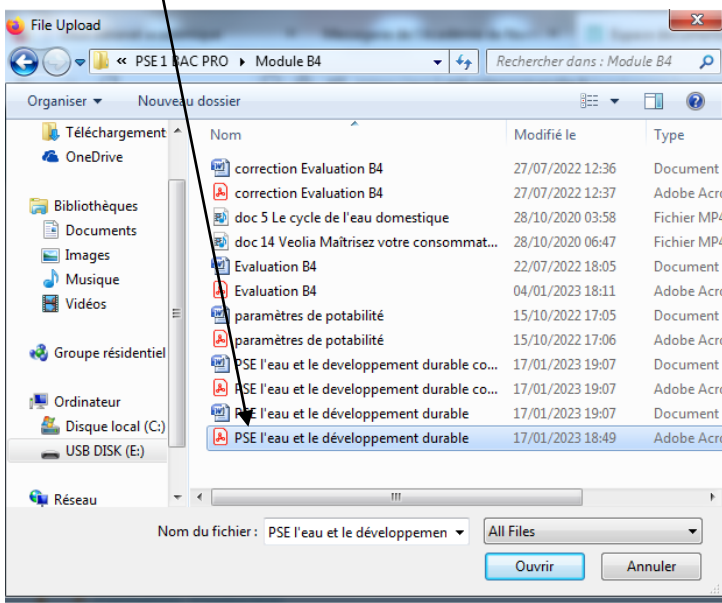 File Upload
« PSE 1 BAC PRO ▸ Module B4
Rechercher dans : Module B4
Organiser Nouveau dossier
Téléchargement
OneDrive
Bibliothèques
Documents
Images
Musique
Vidéos
Groupe résidentiel
Ordinateur
Disque local (C:)
USB DISK (E:)
Réseau
Nom Modifié le Type
correction Evaluation B4 27/07/2022 12:36 Document
correction Evaluation B4 27/07/2022 12:37 Adobe Acro
doc 5 Le cycle de l'eau domestique 28/10/2020 03:58 Fichier MP4
doc 14 Veolia Maîtrisez votre consommat... 28/10/2020 06:47 Fichier MP4
Evaluation B4 22/07/2022 18:05 Document
Evaluation B4 04/01/2023 18:11 Adobe Acro
paramètres de potabilité 15/10/2022 17:05 Document
paramètres de potabilité 15/10/2022 17:06 Adobe Acro
PSE l'eau et le developpement durable co... 17/01/2023 19:07 Document
PSE l'eau et le developpement durable co... 17/01/2023 19:07 Adobe Acro
PSE l'eau et le développement durable 17/01/2023 19:07 Document
PSE l'eau et le développement durable 17/01/2023 18:49 Adobe Acro
Nom du fichier : PSE l'eau et le développemen All Files
Ouvrir Annuler